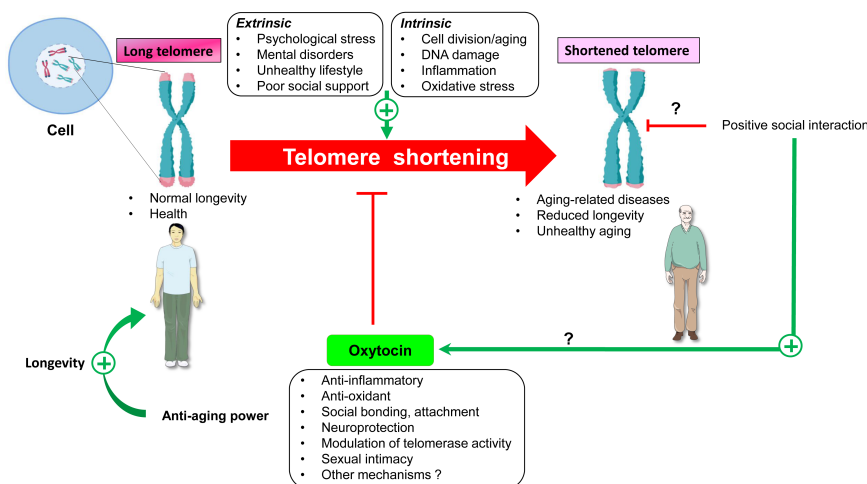 Long telomere
Extrinsic
• Psychological stress
• Mental disorders
• Unhealthy lifestyle
• Poor social support
Intrinsic
• Cell division/aging
• DNA damage
• Inflammation
• Oxidative stress
Shortened telomere
Cell
+
Telomere shortening
?
Positive social interaction
• Normal longevity
• Health
• Aging-related diseases
• Reduced longevity
• Unhealthy aging
Oxytocin
?
+
Longevity
+
Anti-aging power
• Anti-inflammatory
• Anti-oxidant
• Social bonding, attachment
• Neuroprotection
• Modulation of telomerase activity
• Sexual intimacy
• Other mechanisms ?